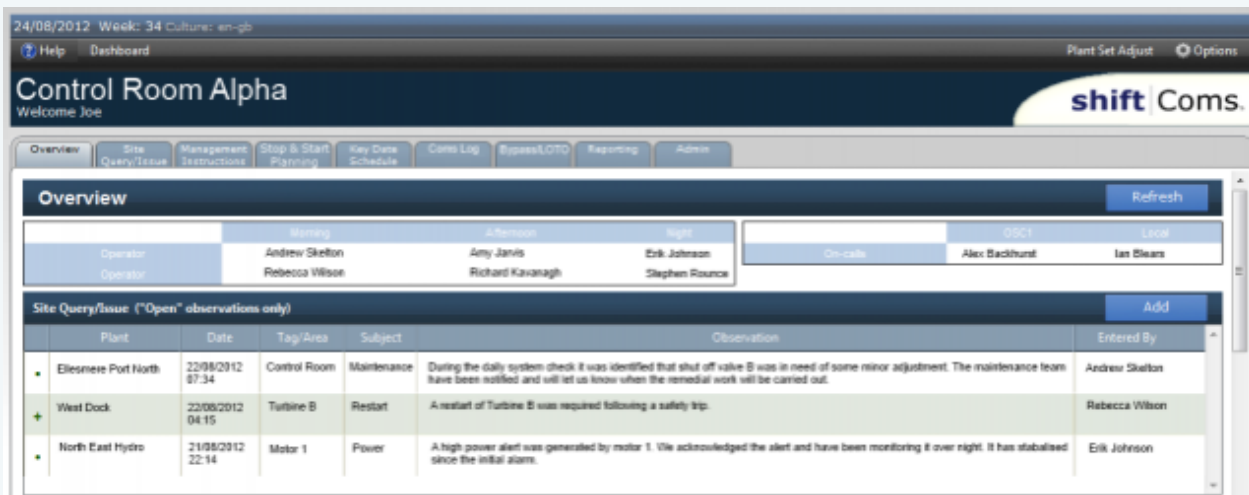 24/08/2012 Week: 34 Culture: en-gb
Help Dashboard Plant Set Adjust Options
Control Room Alpha
Welcome Joe
shift Coms.
Overview Site Query/Issue Management Instructions Stop & Start Planning Key Date Schedule Coms Log Bypass/LOTO Reporting Admin
Overview Refresh
Morning Afternoon Night OSC1 Local
Operator Andrew Skelton Amy Jarvis Erik Johnson On-calls Alex Backhurst Ian Blears
Operator Rebecca Wilson Richard Kavanagh Stephen Rounce
Site Query/Issue ("Open" observations only) Add
Plant Date Tag/Area Subject Observation Entered By
Ellesmere Port North 22/08/2012 07:34 Control Room Maintenance During the daily system check it was identified that shut off valve B was in need of some minor adjustment. The maintenance team
have been notified and will let us know when the remedial work will be carried out. Andrew Skelton
West Dock 22/08/2012 04:15 Turbine B Restart A restart of Turbine B was required following a safety trip. Rebecca Wilson
North East Hydro 21/08/2012 22:14 Motor 1 Power A high power alert was generated by motor 1. We acknowledged the alert and have been monitoring it over night. It has stabalised
since the initial alarm. Erik Johnson